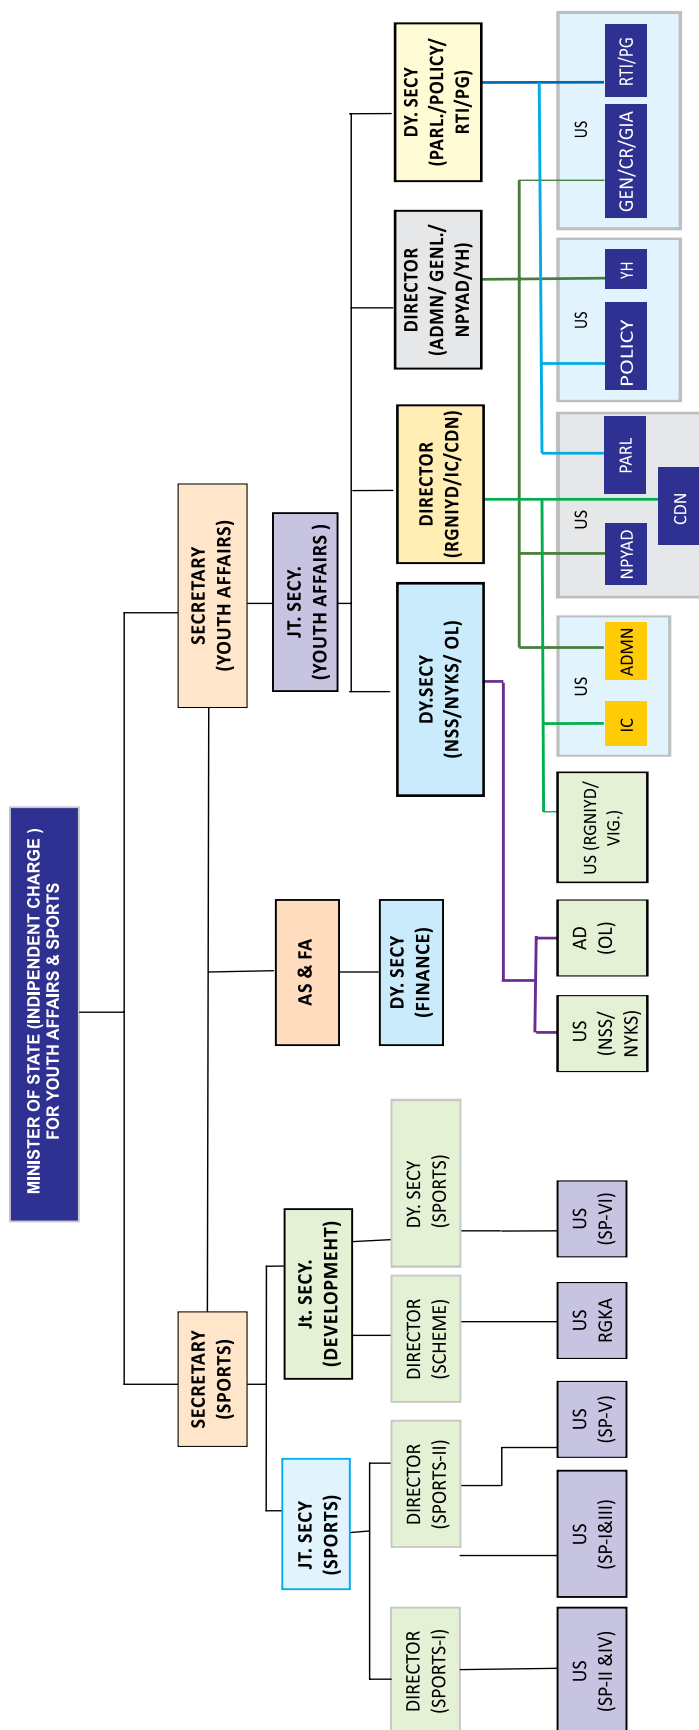 MINISTER OF STATE (INDIPENDENT CHARGE )
FOR YOUTH AFFAIRS & SPORTS
SECRETARY
(SPORTS)
SECRETARY
(YOUTH AFFAIRS)
JT. SECY
(SPORTS)
Jt. SECY.
(DEVELOPMEHT)
AS & FA
JT. SECY.
(YOUTH AFFAIRS )
DIRECTOR
(SPORTS-I)
DIRECTOR
(SPORTS-II)
DIRECTOR
(SCHEME)
DY. SECY
(SPORTS)
DY. SECY
(FINANCE)
DY.SECY
(NSS/NYKS/ OL)
DIRECTOR
(RGNIYD/IC/CDN)
DIRECTOR
(ADMN/ GENL./
NPYAD/YH)
DY. SECY
(PARL./POLICY/
RTI/PG)
US
(SP-II &IV)
US
(SP-I&III)
US
(SP-V)
US
RGKA
US
(SP-VI)
US
(NSS/
NYKS)
AD
(OL)
US (RGNIYD/
VIG.)
US
IC
ADMN
US
NPYAD
PARL
CDN
US
POLICY
YH
US
GEN/CR/GIA
RTI/PG